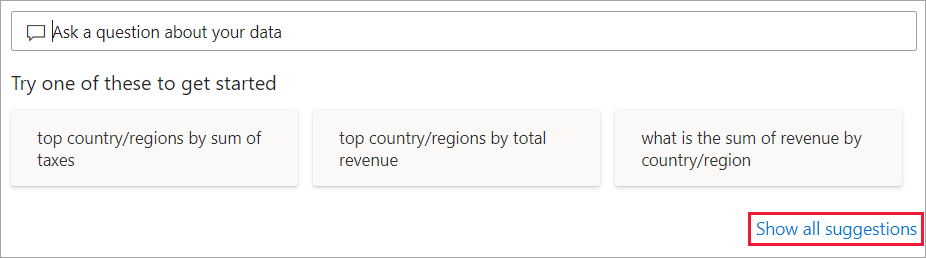 Ask a question about your data
Try one of these to get started
top country/regions by sum of
taxes
top country/regions by total
revenue
what is the sum of revenue by
country/region
Show all suggestions